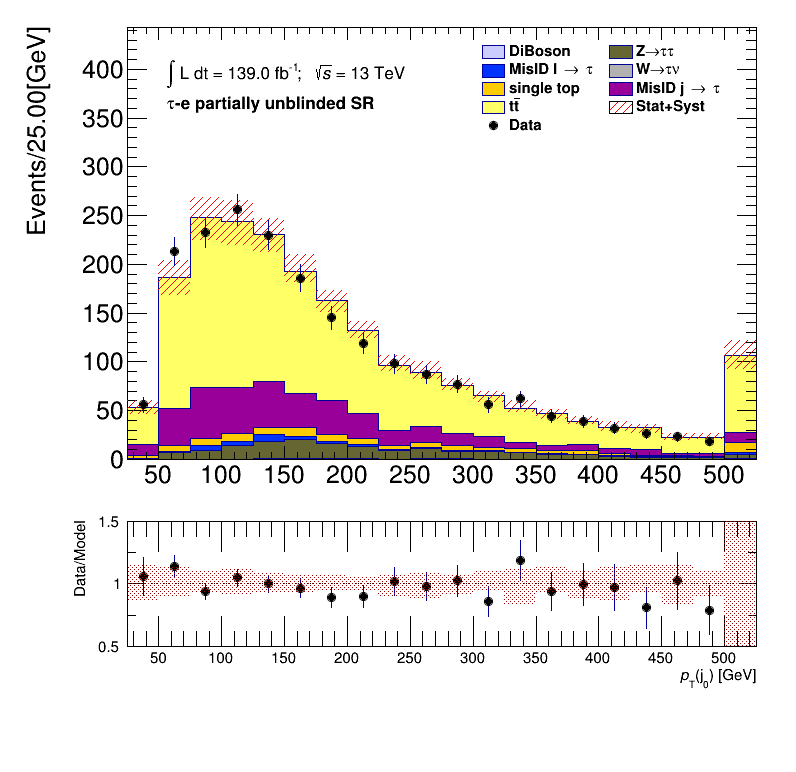 Events/25.00[GeV]
∫ L dt = 139.0 fb⁻¹; √s = 13 TeV
τ-e partially unblinded SR
DiBoson
MisID l → τ
single top
tt̄
Data
Z→ττ
W→τν
MisID j → τ
Stat+Syst
400
350
300
250
200
150
100
50
0
50 100 150 200 250 300 350 400 450 500
Data/Model
1.5
1
0.5
50 100 150 200 250 300 350 400 450 500
p_T(j_0) [GeV]